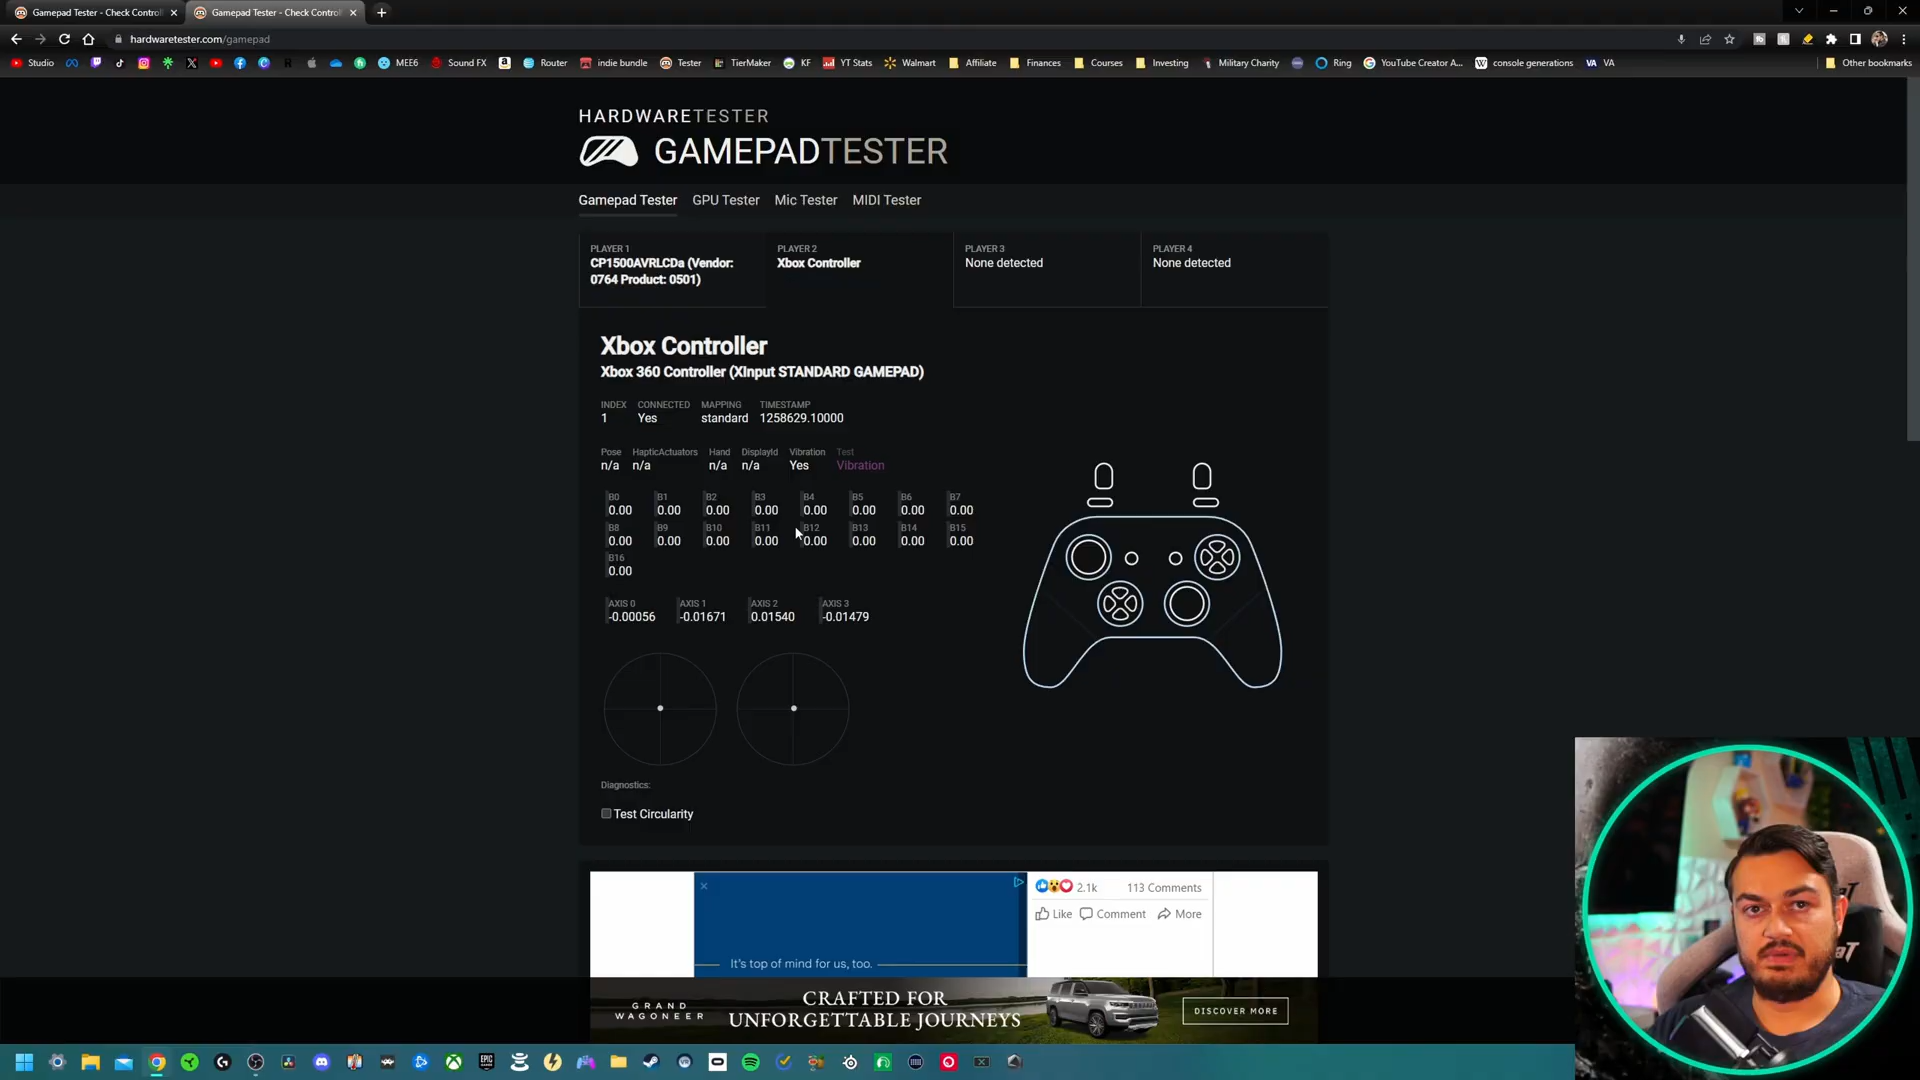 Gamepad Tester - Check Control
Gamepad Tester - Check Control
hardwaretester.com/gamepad
Studio
MEE6
Sound FX
Router
indie bundle
Tester
TierMaker
KF
YT Stats
Walmart
Affiliate
Finances
Courses
Investing
Military Charity
Ring
YouTube Creator A...
console generations
VA
Other bookmarks
HARDWARETESTER
GAMEPADTESTER
Gamepad Tester GPU Tester Mic Tester MIDI Tester
PLAYER 1 PLAYER 2 PLAYER 3 PLAYER 4
CP1500AVRLCDa (Vendor: Xbox Controller None detected None detected
0764 Product: 0501)
Xbox Controller
Xbox 360 Controller (XInput STANDARD GAMEPAD)
INDEX CONNECTED MAPPING TIMESTAMP
1 Yes standard 1258629.10000
Pose HapticActuators Hand DisplayId Vibration Test
n/a n/a n/a n/a Yes Vibration
B0 B1 B2 B3 B4 B5 B6 B7
0.00 0.00 0.00 0.00 0.00 0.00 0.00 0.00
B8 B9 B10 B11 B12 B13 B14 B15
0.00 0.00 0.00 0.00 0.00 0.00 0.00 0.00
B16
0.00
AXIS 0 AXIS 1 AXIS 2 AXIS 3
-0.00056 -0.01671 0.01540 -0.01479
Diagnostics:
Test Circularity
2.1k 113 Comments
Like Comment More
It's top of mind for us, too.
GRAND
WAGONEER
CRAFTED FOR
UNFORGETTABLE JOURNEYS
DISCOVER MORE